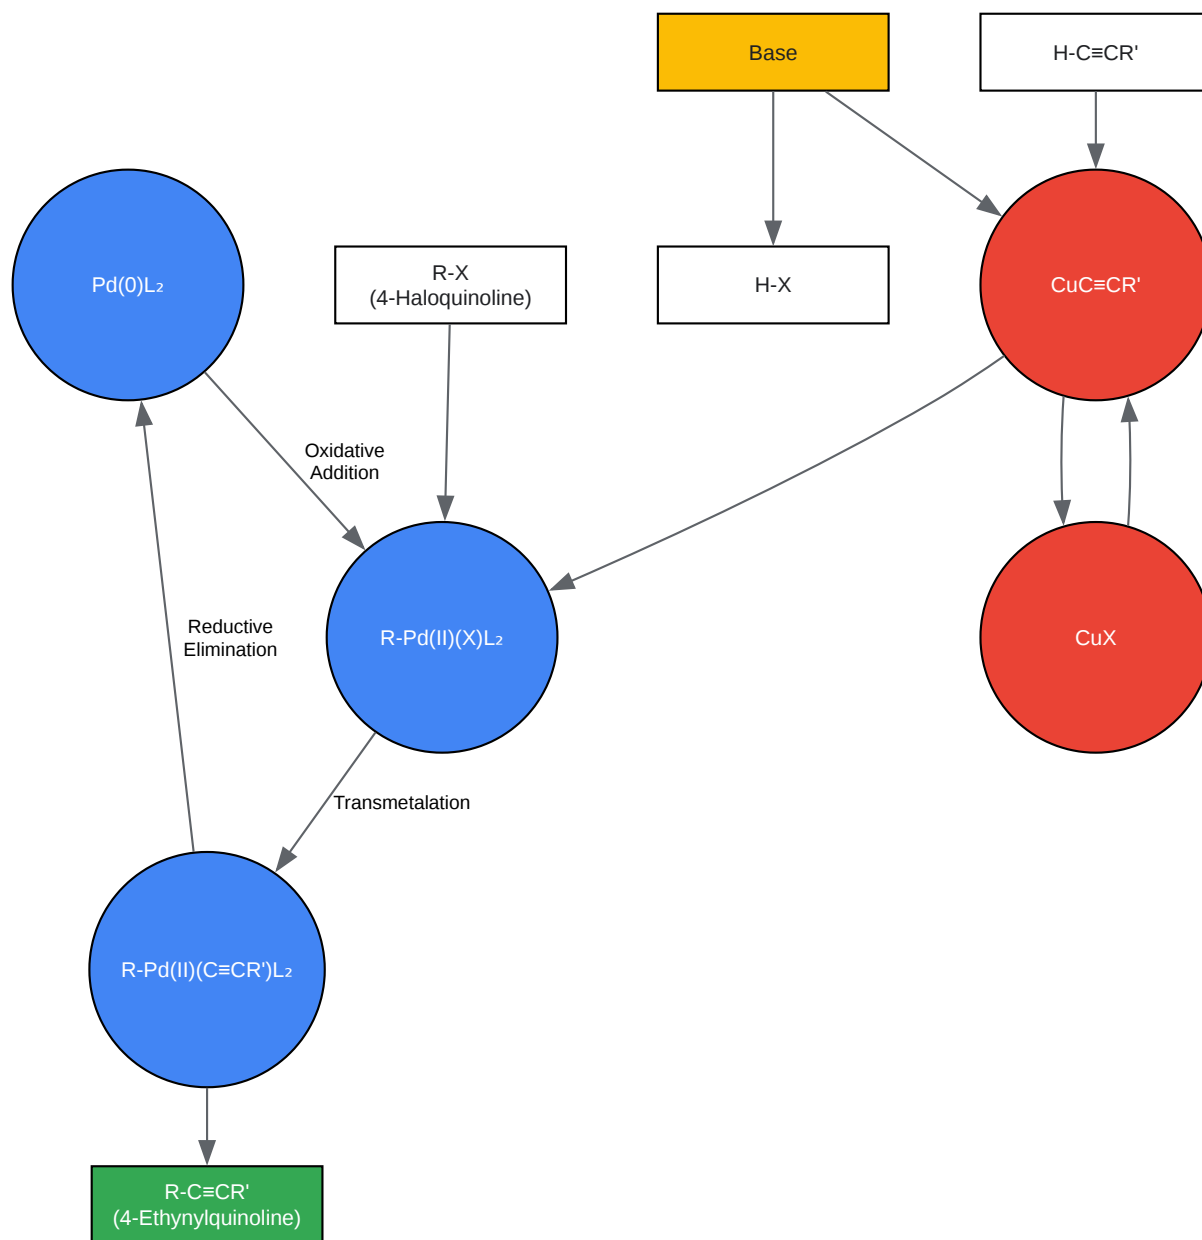 Base
H-C≡CR'
Pd(0)L₂
R-X
(4-Haloquinoline)
H-X
CuC≡CR'
Oxidative
Addition
Reductive
Elimination
R-Pd(II)(X)L₂
CuX
Transmetalation
R-Pd(II)(C≡CR')L₂
R-C≡CR'
(4-Ethynylquinoline)